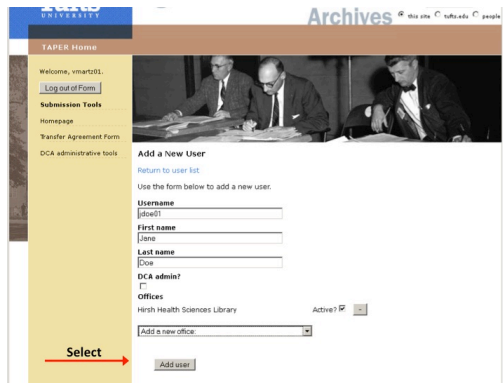 UNIVERSITY
Archives
this site tufts.edu people
TAPER Home
Welcome, vmartz01.
Log out of Form
Submission Tools
Homepage
Transfer Agreement Form
DCA administrative tools
Add a New User
Return to user list
Use the form below to add a new user.
Username
jdoe01
First name
Jane
Last name
Doe
DCA admin?
Offices
Hirsh Health Sciences Library Active? -
Add a new office:
Select
Add user